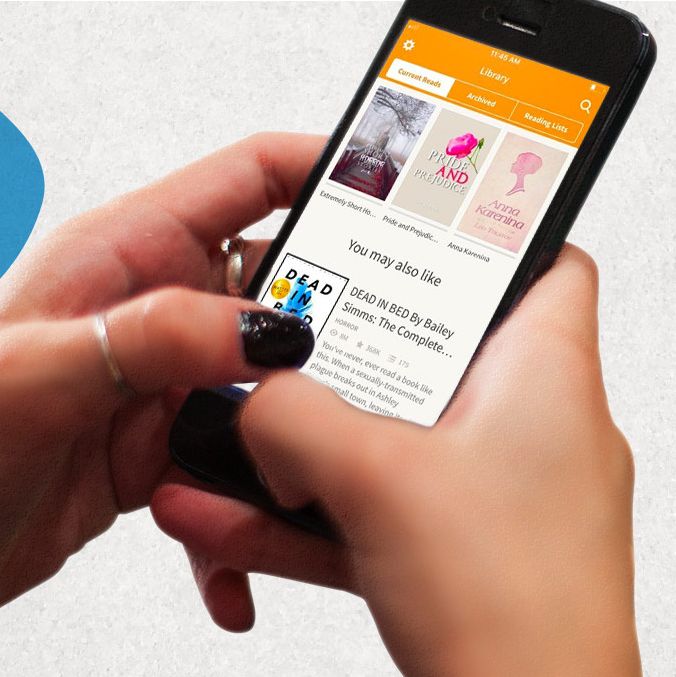 11:45 AM
Library
Current Reads
Archived
Reading Lists
HORROR
PRIDE
AND
PREJUDICE
Anna
Karenina
LEO TOLSTOY
Extremely Short Ho...
Pride and Prejudic...
Anna Karenina
You may also like
DEAD
IN
BED
DEAD IN BED By Bailey
Simms: The Complete...
HORROR
8M
368K
175
You've never, ever read a book like
this. When a sexually-transmitted
plague breaks out in Ashley
small town, leaving